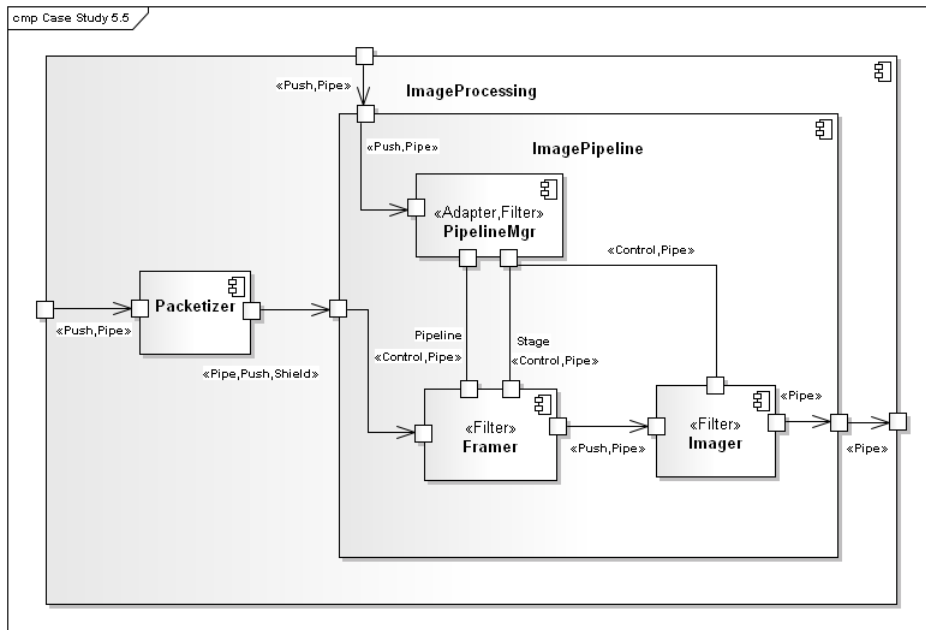 cmp Case Study 5.5
«Push,Pipe»
ImageProcessing
«Push,Pipe»
ImagePipeline
«Adapter,Filter»
PipelineMgr
«Control,Pipe»
Packetizer
«Push,Pipe»
«Pipe,Push,Shield»
Pipeline
«Control,Pipe»
Stage
«Control,Pipe»
«Filter»
Framer
«Push,Pipe»
«Filter»
Imager
«Pipe»
«Pipe»